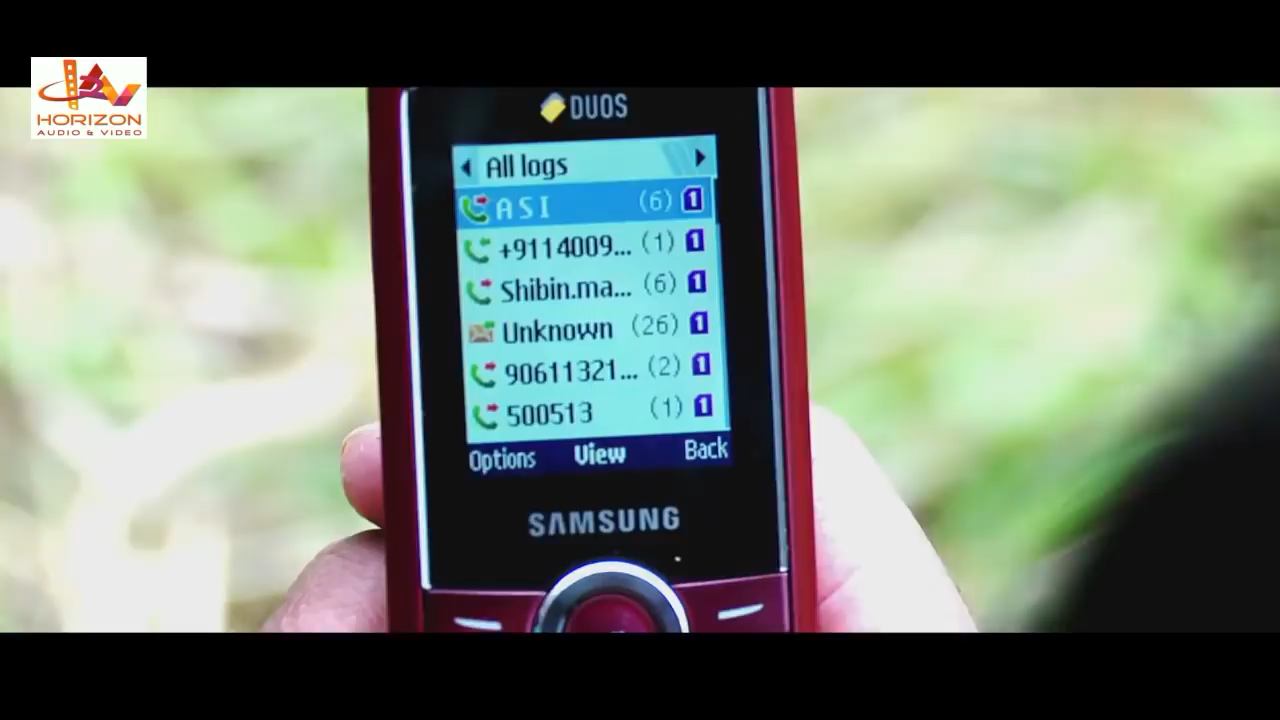 HORIZON
AUDIO & VIDEO
DUOS
All logs
A S I (6) 1
+9114009... (1) 1
Shibin.ma... (6) 1
Unknown (26) 1
90611321... (2) 1
500513 (1) 1
Options View Back
SAMSUNG